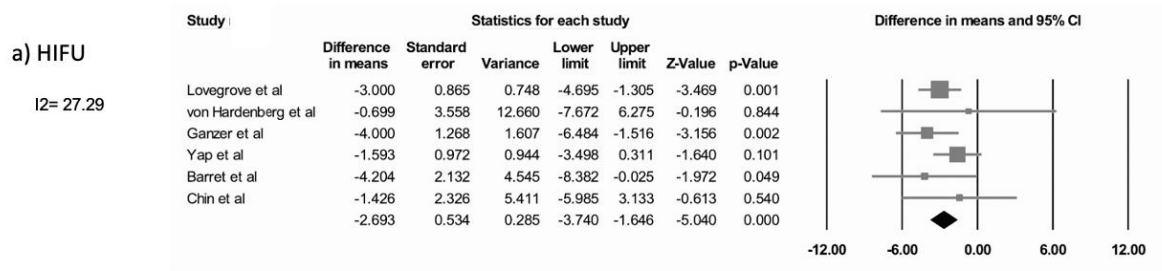 Study Statistics for each study Difference in means and 95% CI
a) HIFU
I2= 27.29
Difference in means Standard error Variance Lower limit Upper limit Z-Value p-Value
Lovegrove et al -3.000 0.865 0.748 -4.695 -1.305 -3.469 0.001
von Hardenberg et al -0.699 3.558 12.660 -7.672 6.275 -0.196 0.844
Ganzer et al -4.000 1.268 1.607 -6.484 -1.516 -3.156 0.002
Yap et al -1.593 0.972 0.944 -3.498 0.311 -1.640 0.101
Barret et al -4.204 2.132 4.545 -8.382 -0.025 -1.972 0.049
Chin et al -1.426 2.326 5.411 -5.985 3.133 -0.613 0.540
-2.693 0.534 0.285 -3.740 -1.646 -5.040 0.000
-12.00 -6.00 0.00 6.00 12.00